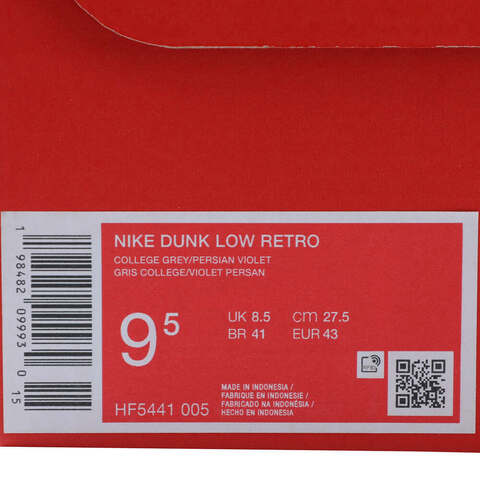 NIKE DUNK LOW RETRO
COLLEGE GREY/PERSIAN VIOLET
GRIS COLLEGE/VIOLET PERSAN
9⁵
UK 8.5 cm 27.5
BR 41 EUR 43
MADE IN INDONESIA /
FABRIQUÉ EN INDONÉSIE /
FABRICADO NA INDONÉSIA /
HECHO EN INDONESIA
HF5441 005
1 98482 09993 0 15